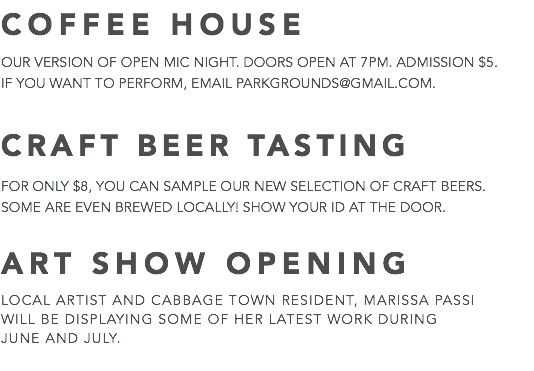 COFFEE HOUSE
OUR VERSION OF OPEN MIC NIGHT. DOORS OPEN AT 7PM. ADMISSION $5.
IF YOU WANT TO PERFORM, EMAIL PARKGROUNDS@GMAIL.COM.
CRAFT BEER TASTING
FOR ONLY $8, YOU CAN SAMPLE OUR NEW SELECTION OF CRAFT BEERS.
SOME ARE EVEN BREWED LOCALLY! SHOW YOUR ID AT THE DOOR.
ART SHOW OPENING
LOCAL ARTIST AND CABBAGE TOWN RESIDENT, MARISSA PASSI
WILL BE DISPLAYING SOME OF HER LATEST WORK DURING
JUNE AND JULY.